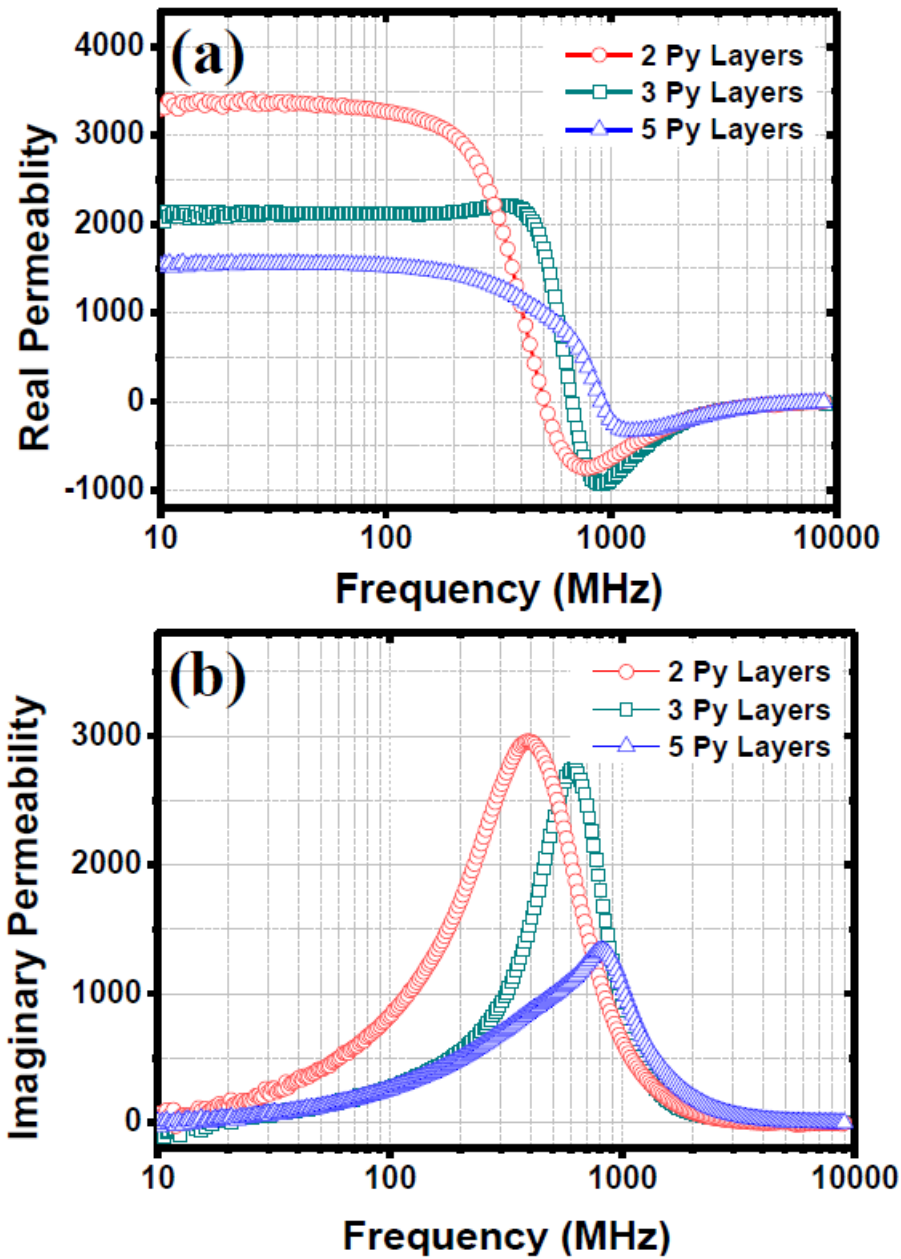 (a)
2 Py Layers
3 Py Layers
5 Py Layers
4000
3000
2000
1000
0
-1000
Real Permeablity
10 100 1000 10000
Frequency (MHz)
(b)
2 Py Layers
3 Py Layers
5 Py Layers
3000
2000
1000
0
Imaginary Permeability
10 100 1000 10000
Frequency (MHz)